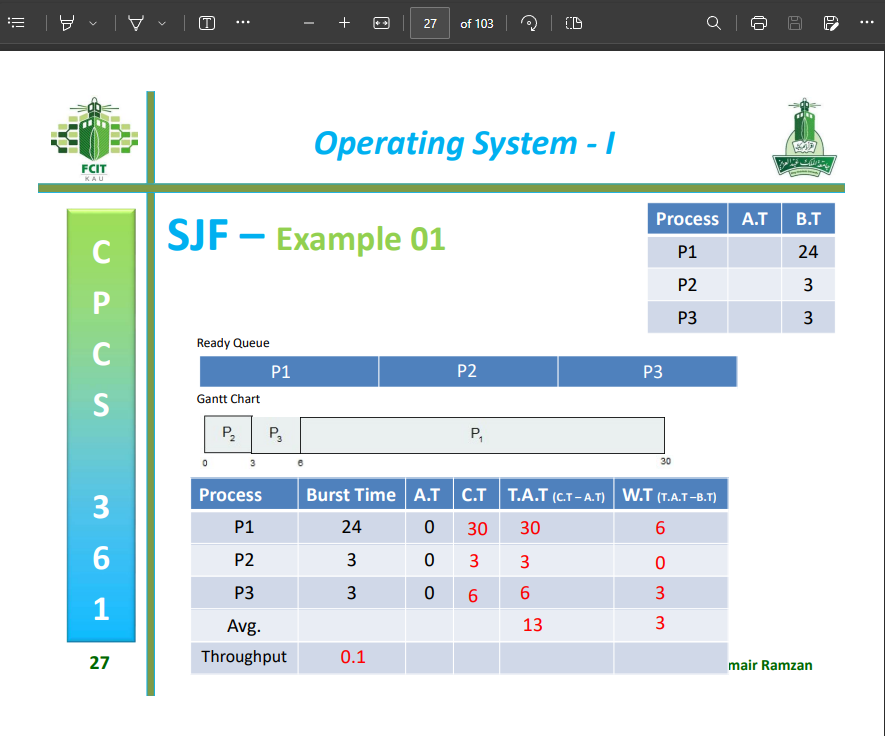 27 of 103
FCIT
KAU
Operating System - I
C
P
C
S
3
6
1
27
SJF – Example 01
Process A.T B.T
P1 24
P2 3
P3 3
Ready Queue
P1 P2 P3
Gantt Chart
P2 P3 P1
0 3 6 30
Process Burst Time A.T C.T T.A.T (C.T – A.T) W.T (T.A.T –B.T)
P1 24 0 30 30 6
P2 3 0 3 3 0
P3 3 0 6 6 3
Avg. 13 3
Throughput 0.1
mair Ramzan